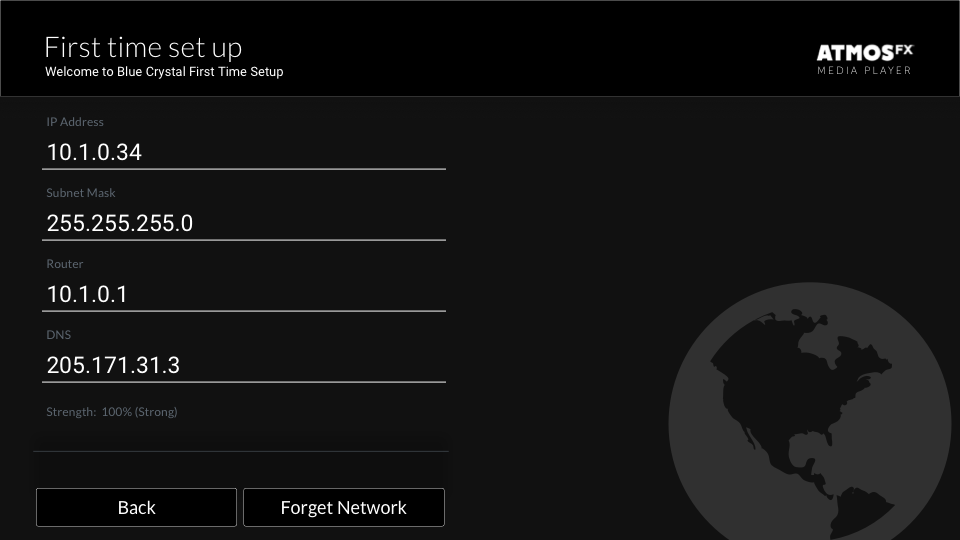 First time set up
Welcome to Blue Crystal First Time Setup
ATMOSFX
MEDIA PLAYER
IP Address
10.1.0.34
Subnet Mask
255.255.255.0
Router
10.1.0.1
DNS
205.171.31.3
Strength: 100% (Strong)
Back
Forget Network